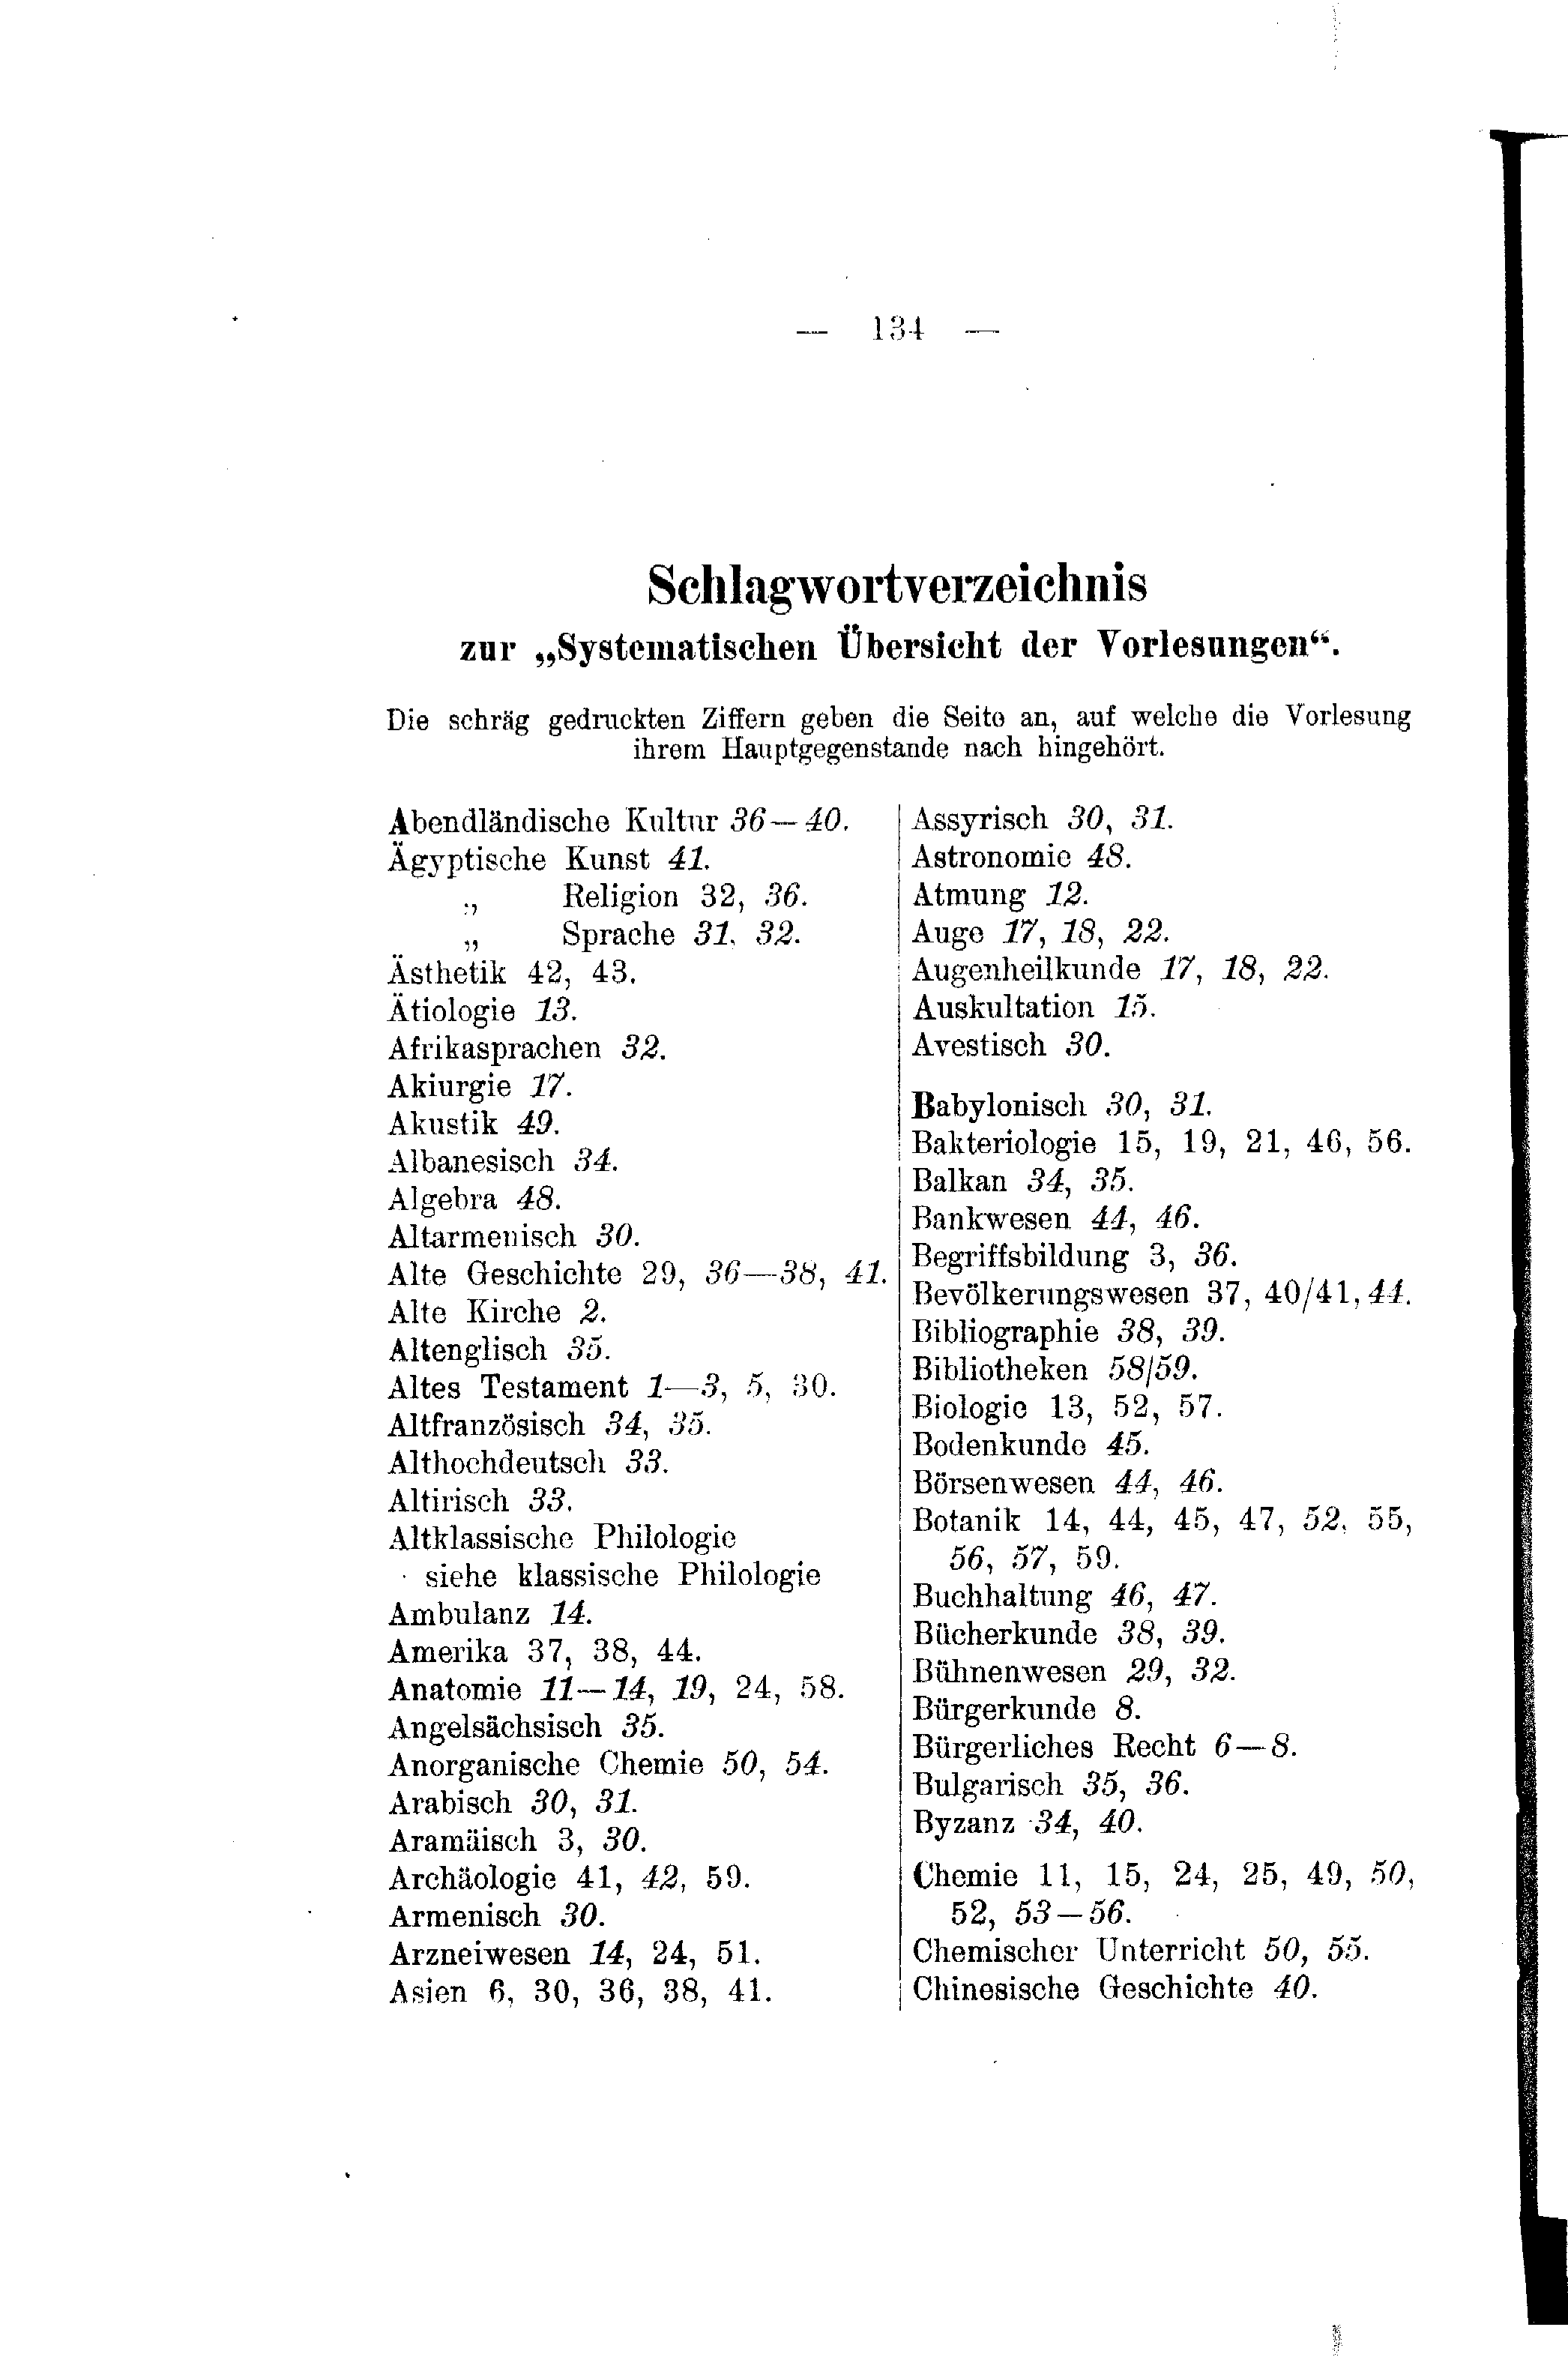 — 134 —
Schlagwortverzeichnis
zur „Systematischen Übersicht der Vorlesungen“.
Die schräg gedruckten Ziffern geben die Seite an, auf welche die Vorlesung
ihrem Hauptgegenstande nach hingehört.
Abendländische Kultur 36—40.
Ägyptische Kunst 41.
„ Religion 32, 36.
„ Sprache 31, 32.
Ästhetik 42, 43.
Ätiologie 13.
Afrikasprachen 32.
Akiurgie 17.
Akustik 49.
Albanesisch 34.
Algebra 48.
Altarmenisch 30.
Alte Geschichte 29, 36—38, 41.
Alte Kirche 2.
Altenglisch 35.
Altes Testament 1—3, 5, 30.
Altfranzösisch 34, 35.
Althochdeutsch 33.
Altirisch 33.
Altklassische Philologie
siehe klassische Philologie
Ambulanz 14.
Amerika 37, 38, 44.
Anatomie 11—14, 19, 24, 58.
Angelsächsisch 35.
Anorganische Chemie 50, 54.
Arabisch 30, 31.
Aramäisch 3, 30.
Archäologie 41, 42, 59.
Armenisch 30.
Arzneiwesen 14, 24, 51.
Asien 6, 30, 36, 38, 41.
Assyrisch 30, 31.
Astronomie 48.
Atmung 12.
Auge 17, 18, 22.
Augenheilkunde 17, 18, 22.
Auskultation 15.
Avestisch 30.
Babylonisch 30, 31.
Bakteriologie 15, 19, 21, 46, 56.
Balkan 34, 35.
Bankwesen 44, 46.
Begriffsbildung 3, 36.
Bevölkerungswesen 37, 40/41, 44.
Bibliographie 38, 39.
Bibliotheken 58/59.
Biologie 13, 52, 57.
Bodenkunde 45.
Börsenwesen 44, 46.
Botanik 14, 44, 45, 47, 52, 55,
56, 57, 59.
Buchhaltung 46, 47.
Bücherkunde 38, 39.
Bühnenwesen 29, 32.
Bürgerkunde 8.
Bürgerliches Recht 6—8.
Bulgarisch 35, 36.
Byzanz 34, 40.
Chemie 11, 15, 24, 25, 49, 50,
52, 53—56.
Chemischer Unterricht 50, 55.
Chinesische Geschichte 40.